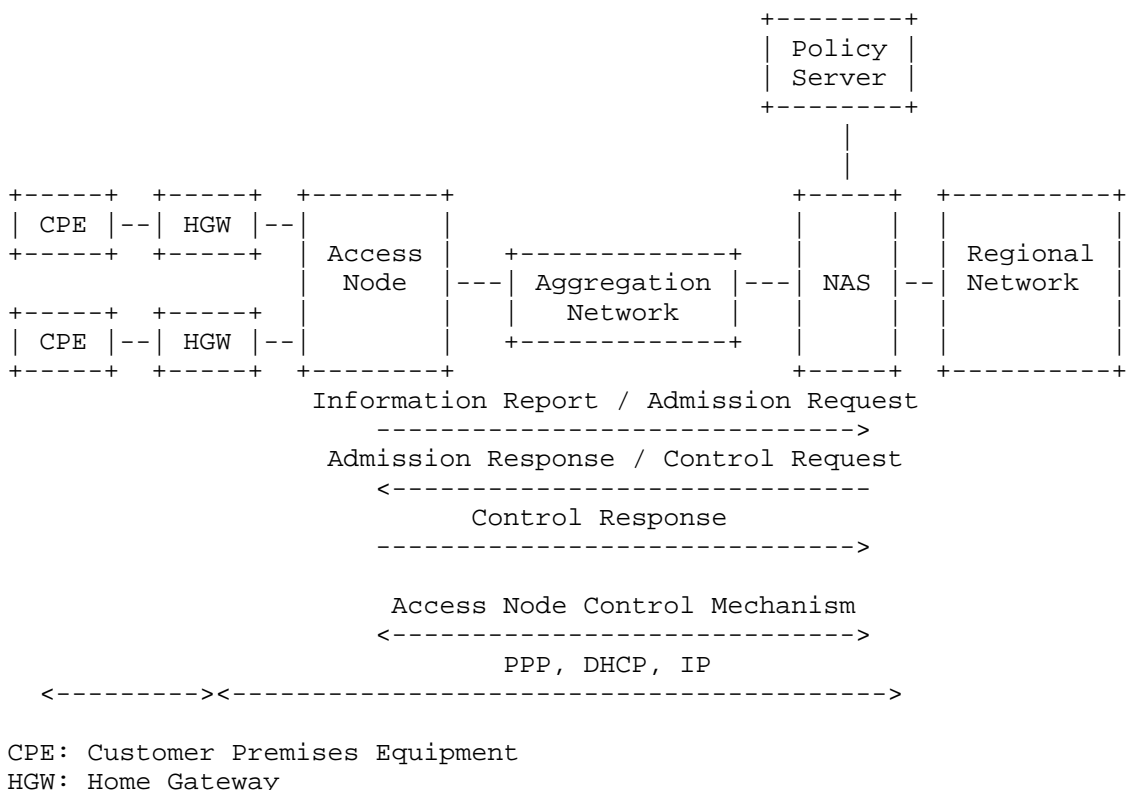 +--------+
                                               | Policy |
                                               | Server |
                                               +--------+
                                                    |
                                                    |
+-----+  +-----+  +--------+                     +-----+  +----------+
| CPE |--| HGW |--|        |                     |     |  |          |
+-----+  +-----+  | Access |   +-------------+   |     |  | Regional |
                  |  Node  |---| Aggregation |---| NAS |--| Network  |
+-----+  +-----+  |        |   |   Network   |   |     |  |          |
| CPE |--| HGW |--|        |   +-------------+   |     |  |          |
+-----+  +-----+  +--------+                     +-----+  +----------+
                   Information Report / Admission Request
                       ------------------------------>
                    Admission Response / Control Request
                       <------------------------------
                             Control Response
                       ------------------------------>

                        Access Node Control Mechanism
                       <----------------------------->
                               PPP, DHCP, IP
  <---------><----------------------------------------->

CPE: Customer Premises Equipment
HGW: Home Gateway